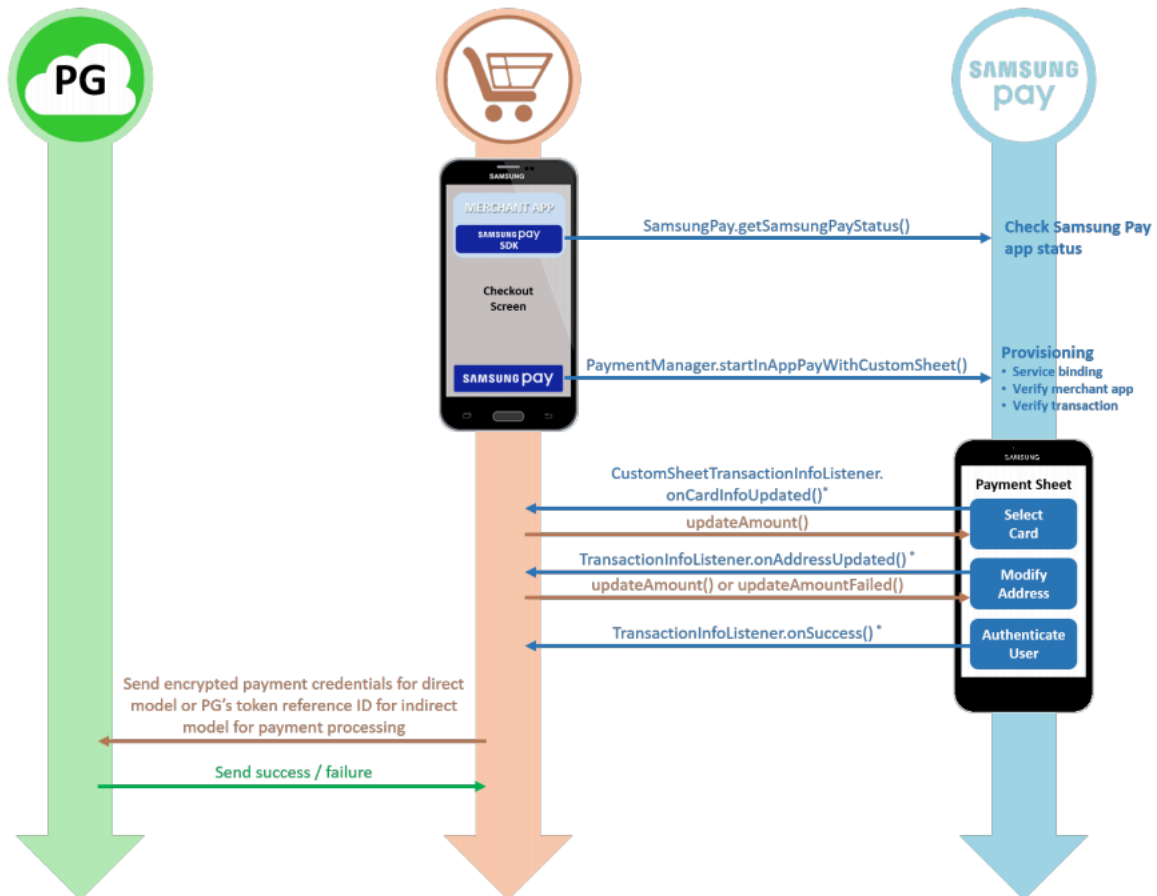 PG
SAMSUNG
pay
SAMSUNG
MERCHANT APP
SAMSUNG pay
SDK
Checkout
Screen
SAMSUNG pay
SamsungPay.getSamsungPayStatus()
Check Samsung Pay
app status
PaymentManager.startInAppPayWithCustomSheet()
Provisioning
• Service binding
• Verify merchant app
• Verify transaction
SAMSUNG
Payment Sheet
CustomSheetTransactionInfoListener.
onCardInfoUpdated()*
Select
Card
updateAmount()
TransactionInfoListener.onAddressUpdated()*
Modify
Address
updateAmount() or updateAmountFailed()
TransactionInfoListener.onSuccess()*
Authenticate
User
Send encrypted payment credentials for direct
model or PG's token reference ID for indirect
model for payment processing
Send success / failure